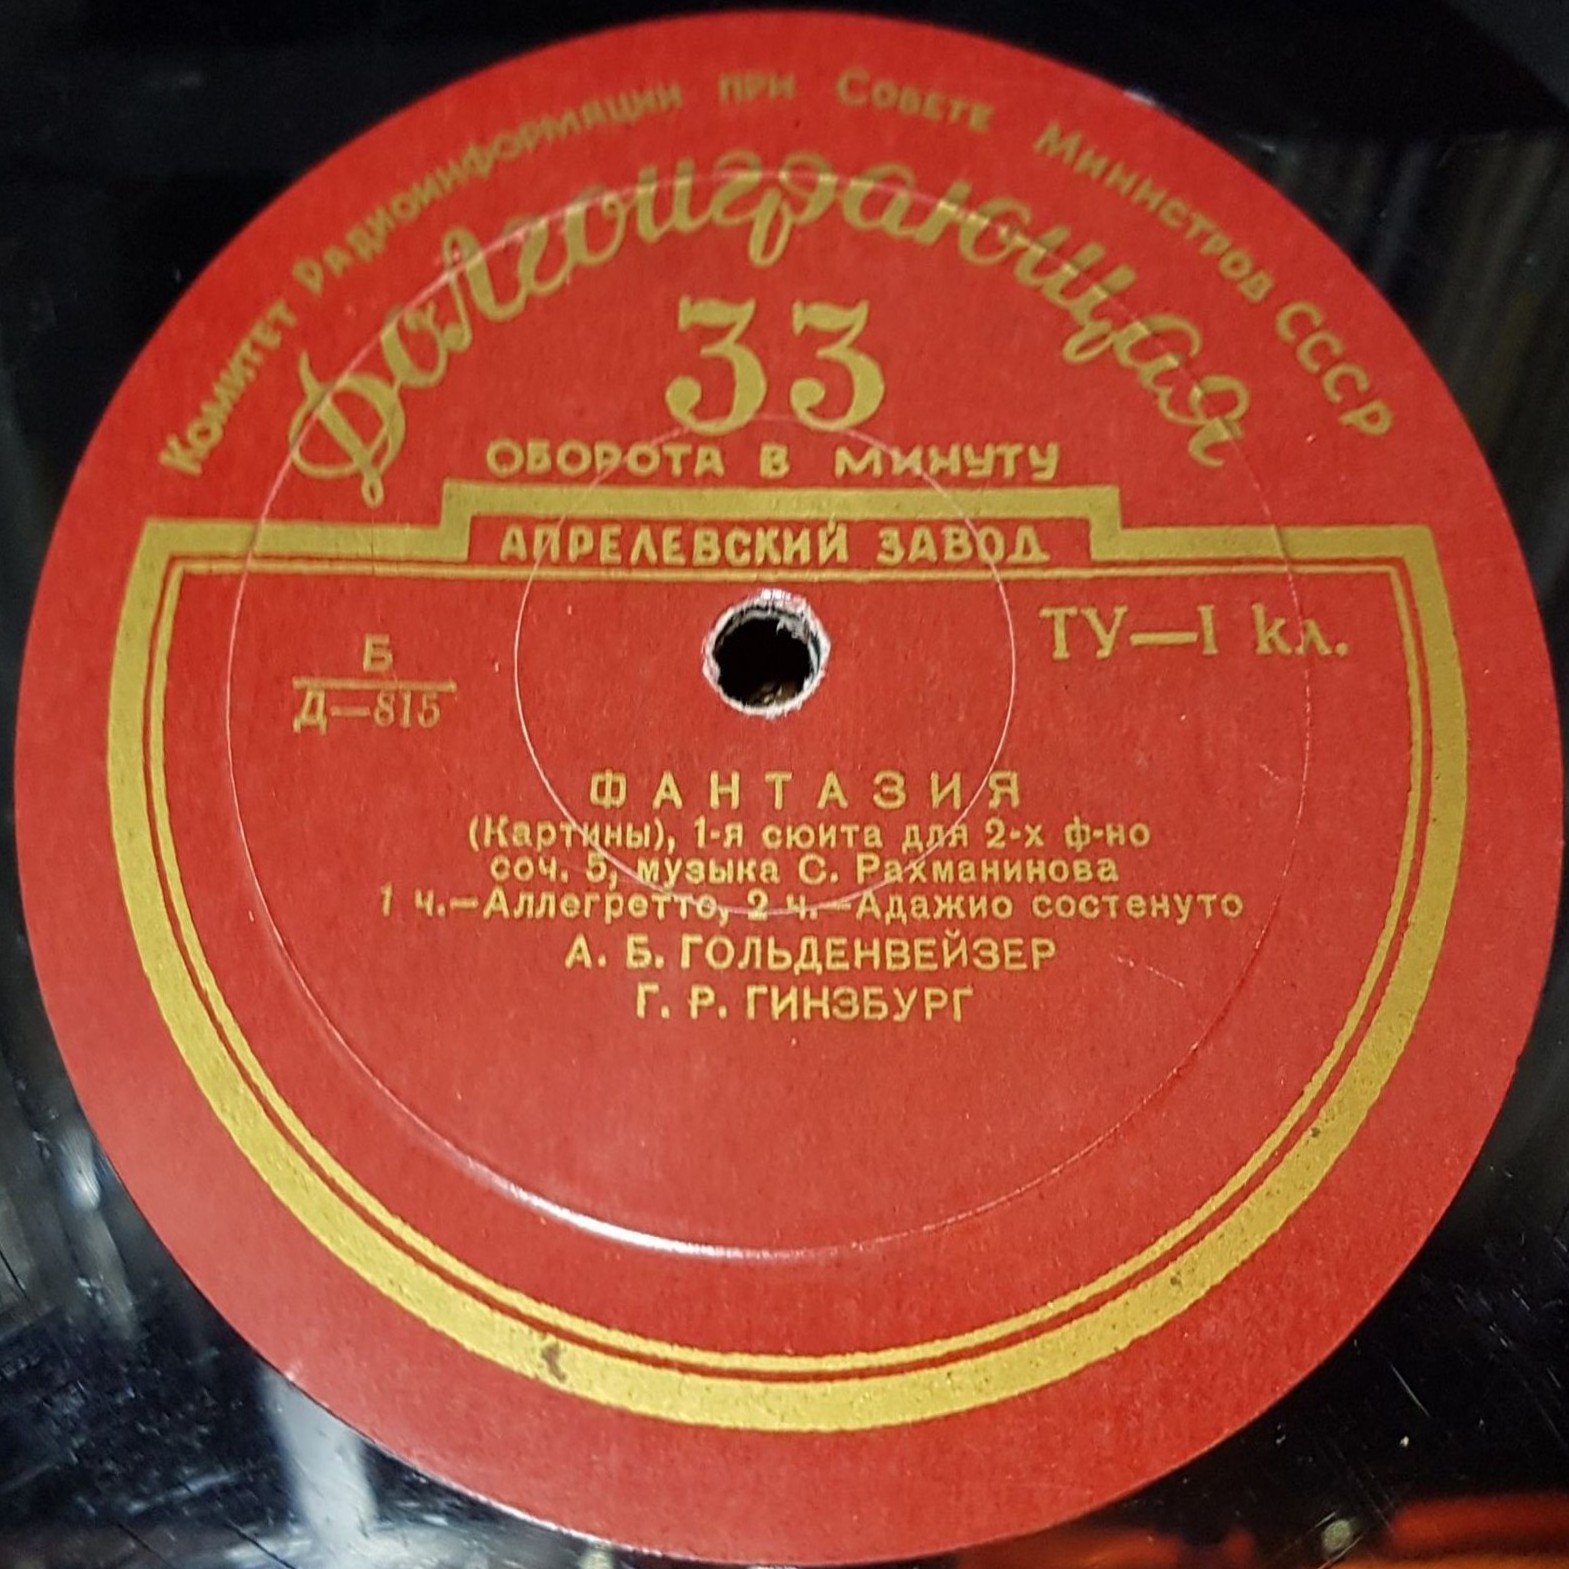 Комитет Радиоинформации при Совете Министров СССР
Долгоиграющая
33
ОБОРОТА В МИНУТУ
АПРЕЛЕВСКИЙ ЗАВОД
ТУ—I кл.
Б
Д—815
ФАНТАЗИЯ
(Картины), 1-я сюита для 2-х ф-но
соч. 5, музыка С. Рахманинова
1 ч.—Аллегретто, 2 ч.—Адажио состенуто
А. Б. ГОЛЬДЕНВЕЙЗЕР
Г. Р. ГИНЗБУРГ